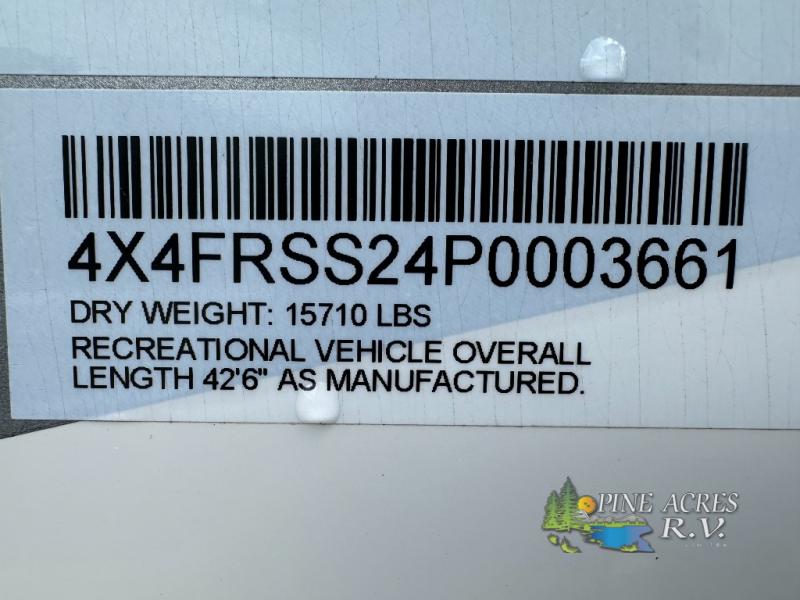 4X4FRSS24P0003661
DRY WEIGHT: 15710 LBS
RECREATIONAL VEHICLE OVERALL
LENGTH 42'6" AS MANUFACTURED.
PINE ACRES
R.V.